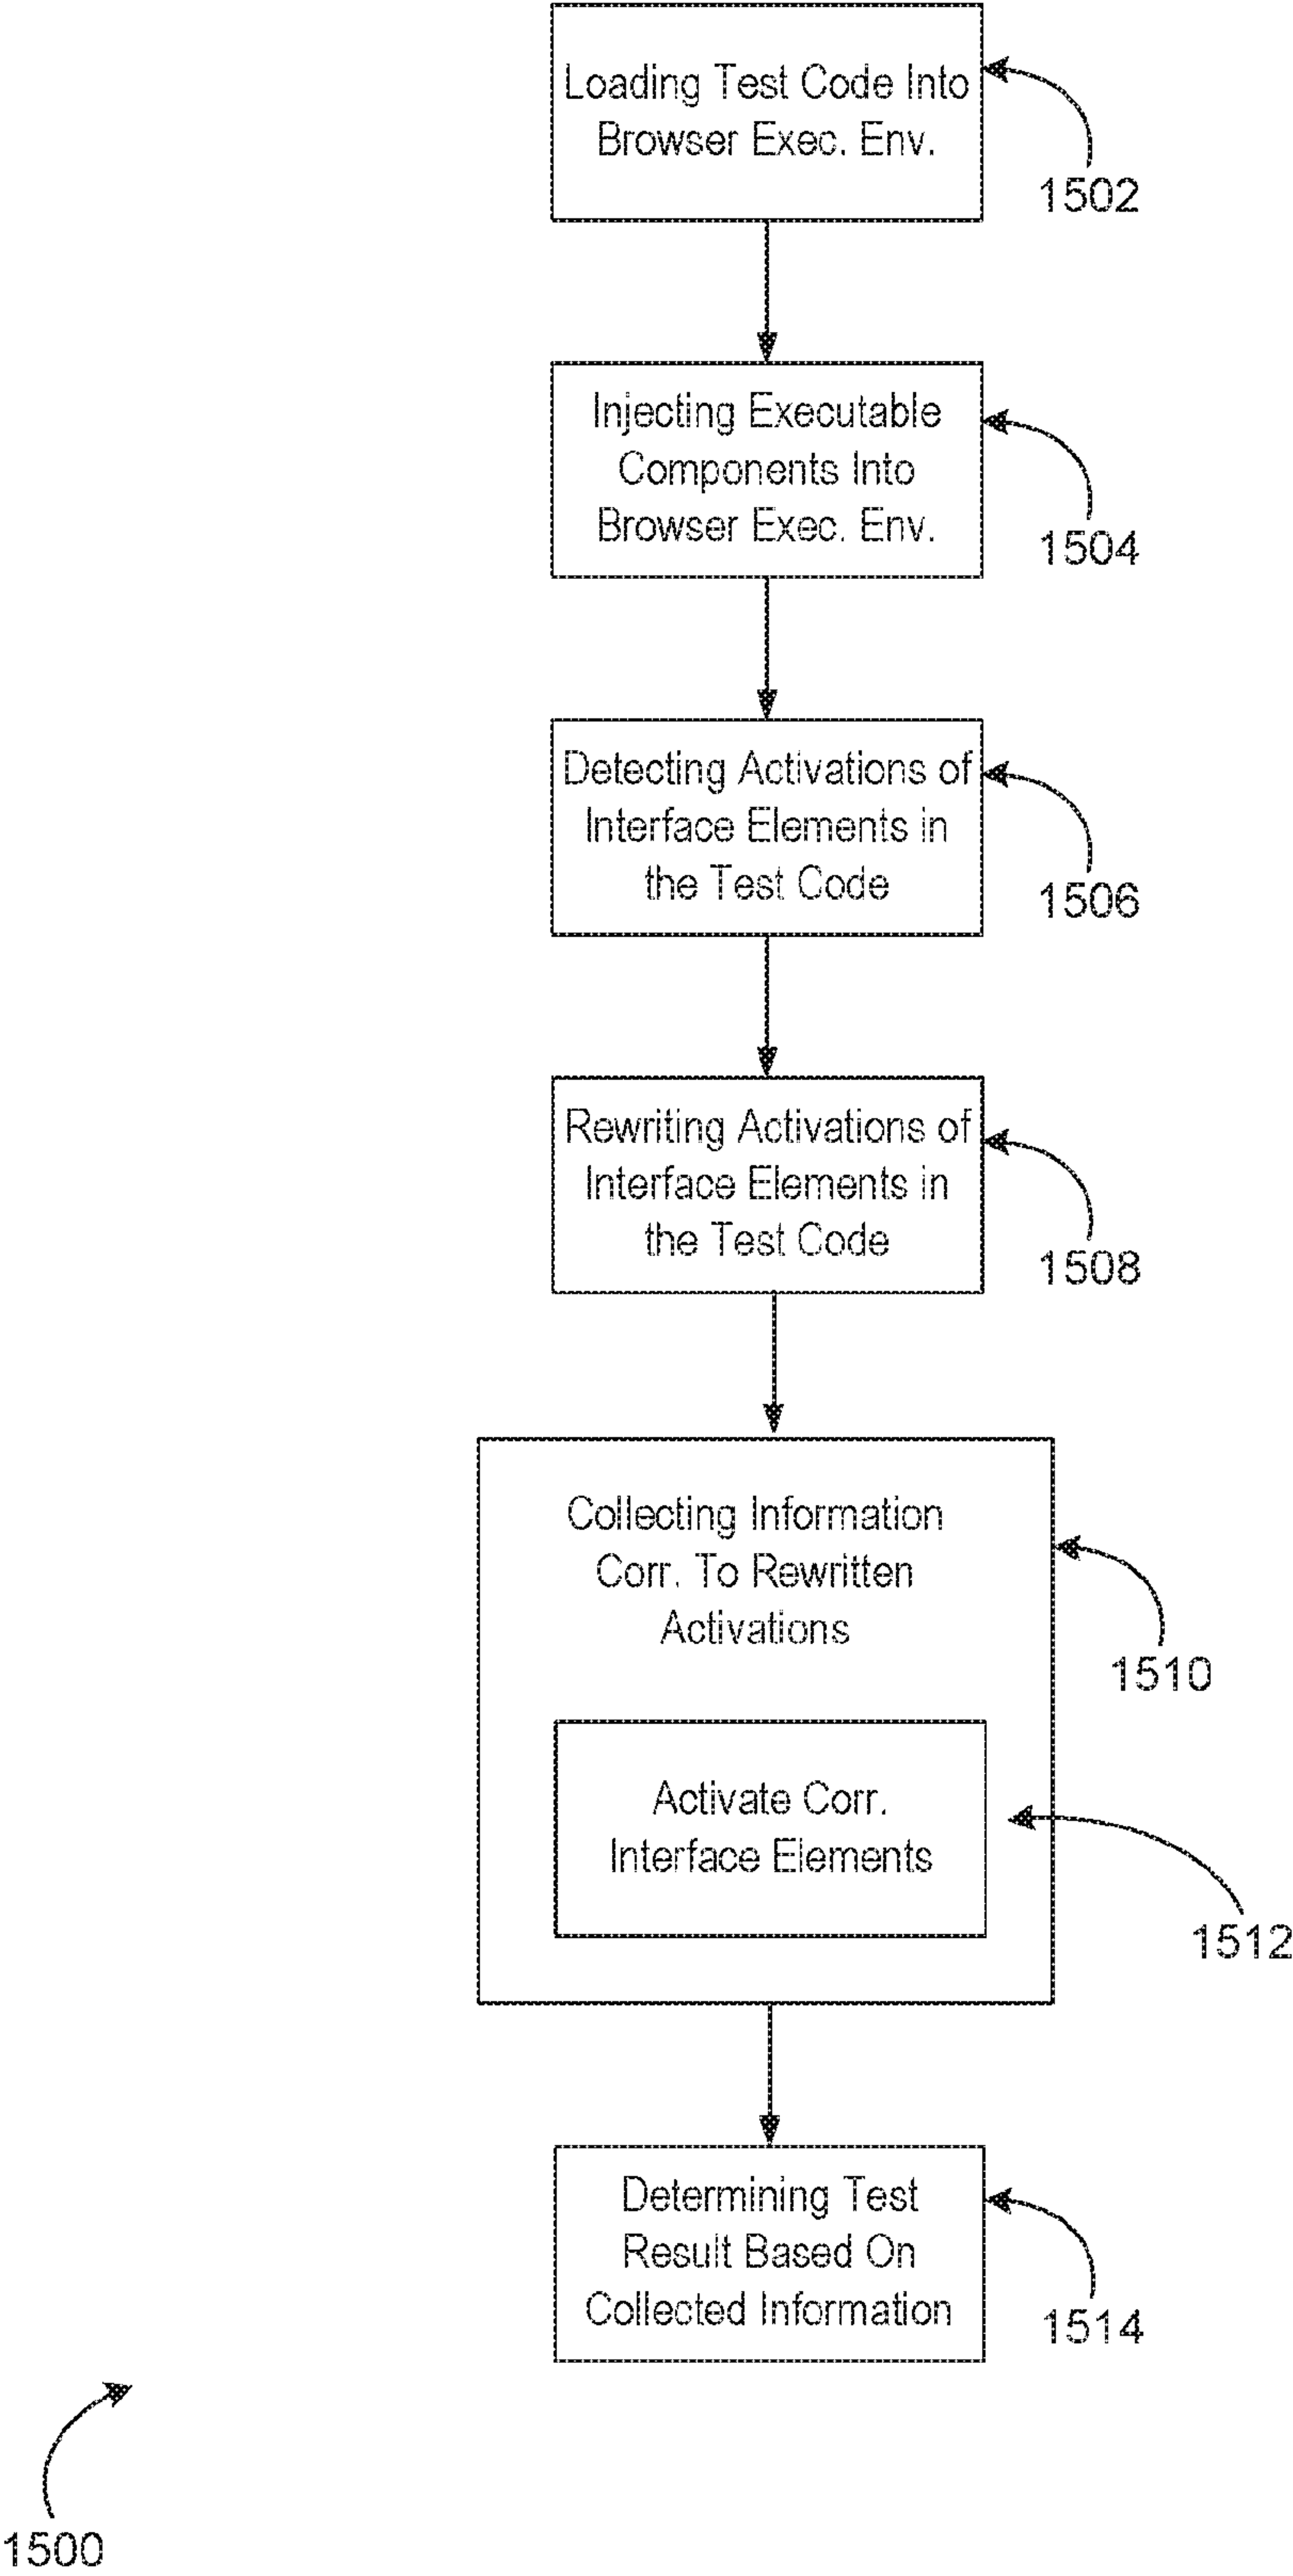 Loading Test Code Into
Browser Exec. Env.
1502
Injecting Executable
Components Into
Browser Exec. Env.
1504
Detecting Activations of
Interface Elements in
the Test Code
1506
Rewriting Activations of
Interface Elements in
the Test Code
1508
Collecting Information
Corr. To Rewritten
Activations
1510
Activate Corr.
Interface Elements
1512
Determining Test
Result Based On
Collected Information
1514
1500